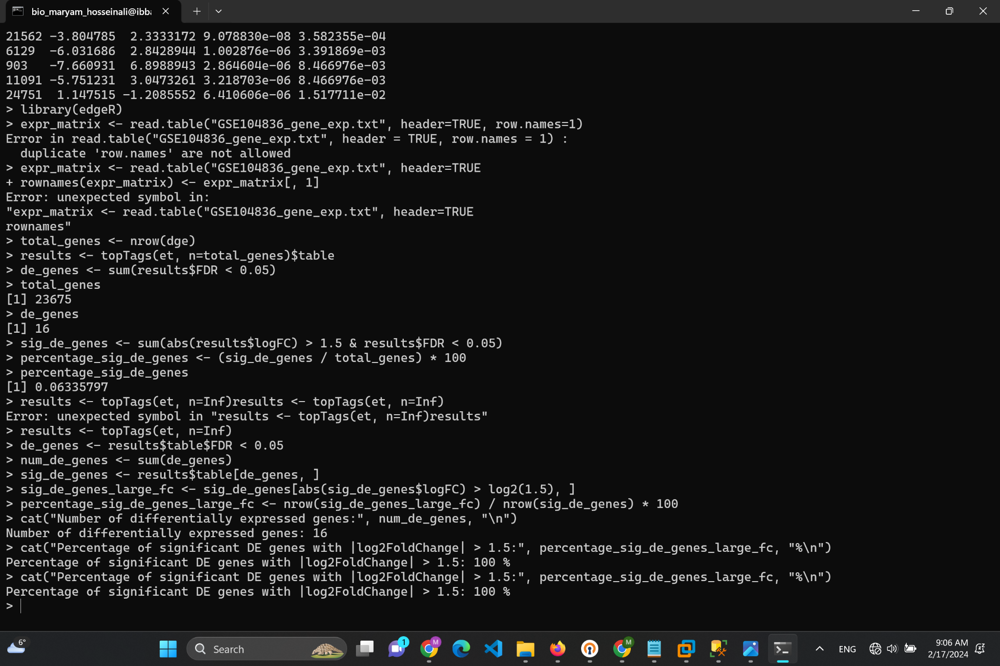 bio_maryam_hosseinali@ibb
21562 -3.804785  2.3333172 9.078830e-08 3.582355e-04
6129  -6.031686  2.8428944 1.002876e-06 3.391869e-03
903   -7.660931  6.8988943 2.864604e-06 8.466976e-03
11091 -5.751231  3.0473261 3.218703e-06 8.466976e-03
24751  1.147515 -1.2085552 6.410606e-06 1.517711e-02
> library(edgeR)
> expr_matrix <- read.table("GSE104836_gene_exp.txt", header=TRUE, row.names=1)
Error in read.table("GSE104836_gene_exp.txt", header = TRUE, row.names = 1) :
  duplicate 'row.names' are not allowed
> expr_matrix <- read.table("GSE104836_gene_exp.txt", header=TRUE
+ rownames(expr_matrix) <- expr_matrix[, 1]
Error: unexpected symbol in:
"expr_matrix <- read.table("GSE104836_gene_exp.txt", header=TRUE
rownames"
> total_genes <- nrow(dge)
> results <- topTags(et, n=total_genes)$table
> de_genes <- sum(results$FDR < 0.05)
> total_genes
[1] 23675
> de_genes
[1] 16
> sig_de_genes <- sum(abs(results$logFC) > 1.5 & results$FDR < 0.05)
> percentage_sig_de_genes <- (sig_de_genes / total_genes) * 100
> percentage_sig_de_genes
[1] 0.06335797
> results <- topTags(et, n=Inf)results <- topTags(et, n=Inf)
Error: unexpected symbol in "results <- topTags(et, n=Inf)results"
> results <- topTags(et, n=Inf)
> de_genes <- results$table$FDR < 0.05
> num_de_genes <- sum(de_genes)
> sig_de_genes <- results$table[de_genes, ]
> sig_de_genes_large_fc <- sig_de_genes[abs(sig_de_genes$logFC) > log2(1.5), ]
> percentage_sig_de_genes_large_fc <- nrow(sig_de_genes_large_fc) / nrow(sig_de_genes) * 100
> cat("Number of differentially expressed genes:", num_de_genes, "\n")
Number of differentially expressed genes: 16
> cat("Percentage of significant DE genes with |log2FoldChange| > 1.5:", percentage_sig_de_genes_large_fc, "%\n")
Percentage of significant DE genes with |log2FoldChange| > 1.5: 100 %
> cat("Percentage of significant DE genes with |log2FoldChange| > 1.5:", percentage_sig_de_genes_large_fc, "%\n")
Percentage of significant DE genes with |log2FoldChange| > 1.5: 100 %
>
6°
Search
1
M
M
ENG
9:06 AM
2/17/2024